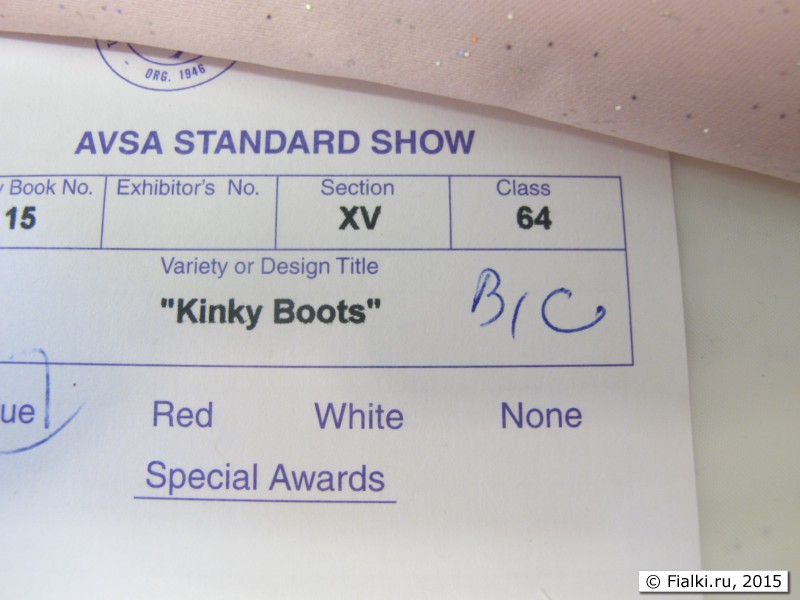 ORG. 1946
AVSA STANDARD SHOW
Book No. Exhibitor's No. Section Class
15 XV 64
Variety or Design Title
"Kinky Boots" B/C
Red White None
Special Awards
© Fialki.ru, 2015